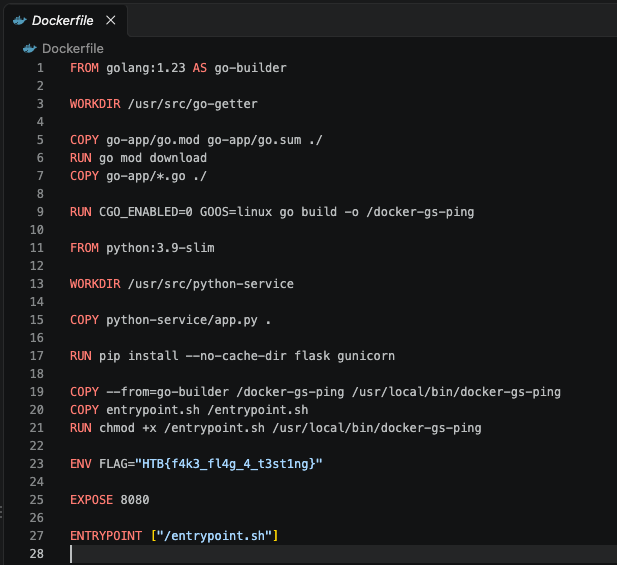 Dockerfile
Dockerfile
1 FROM golang:1.23 AS go-builder
2
3 WORKDIR /usr/src/go-getter
4
5 COPY go-app/go.mod go-app/go.sum ./
6 RUN go mod download
7 COPY go-app/*.go ./
8
9 RUN CGO_ENABLED=0 GOOS=linux go build -o /docker-gs-ping
10
11 FROM python:3.9-slim
12
13 WORKDIR /usr/src/python-service
14
15 COPY python-service/app.py .
16
17 RUN pip install --no-cache-dir flask gunicorn
18
19 COPY --from=go-builder /docker-gs-ping /usr/local/bin/docker-gs-ping
20 COPY entrypoint.sh /entrypoint.sh
21 RUN chmod +x /entrypoint.sh /usr/local/bin/docker-gs-ping
22
23 ENV FLAG="HTB{f4k3_fl4g_4_t3st1ng}"
24
25 EXPOSE 8080
26
27 ENTRYPOINT ["/entrypoint.sh"]
28